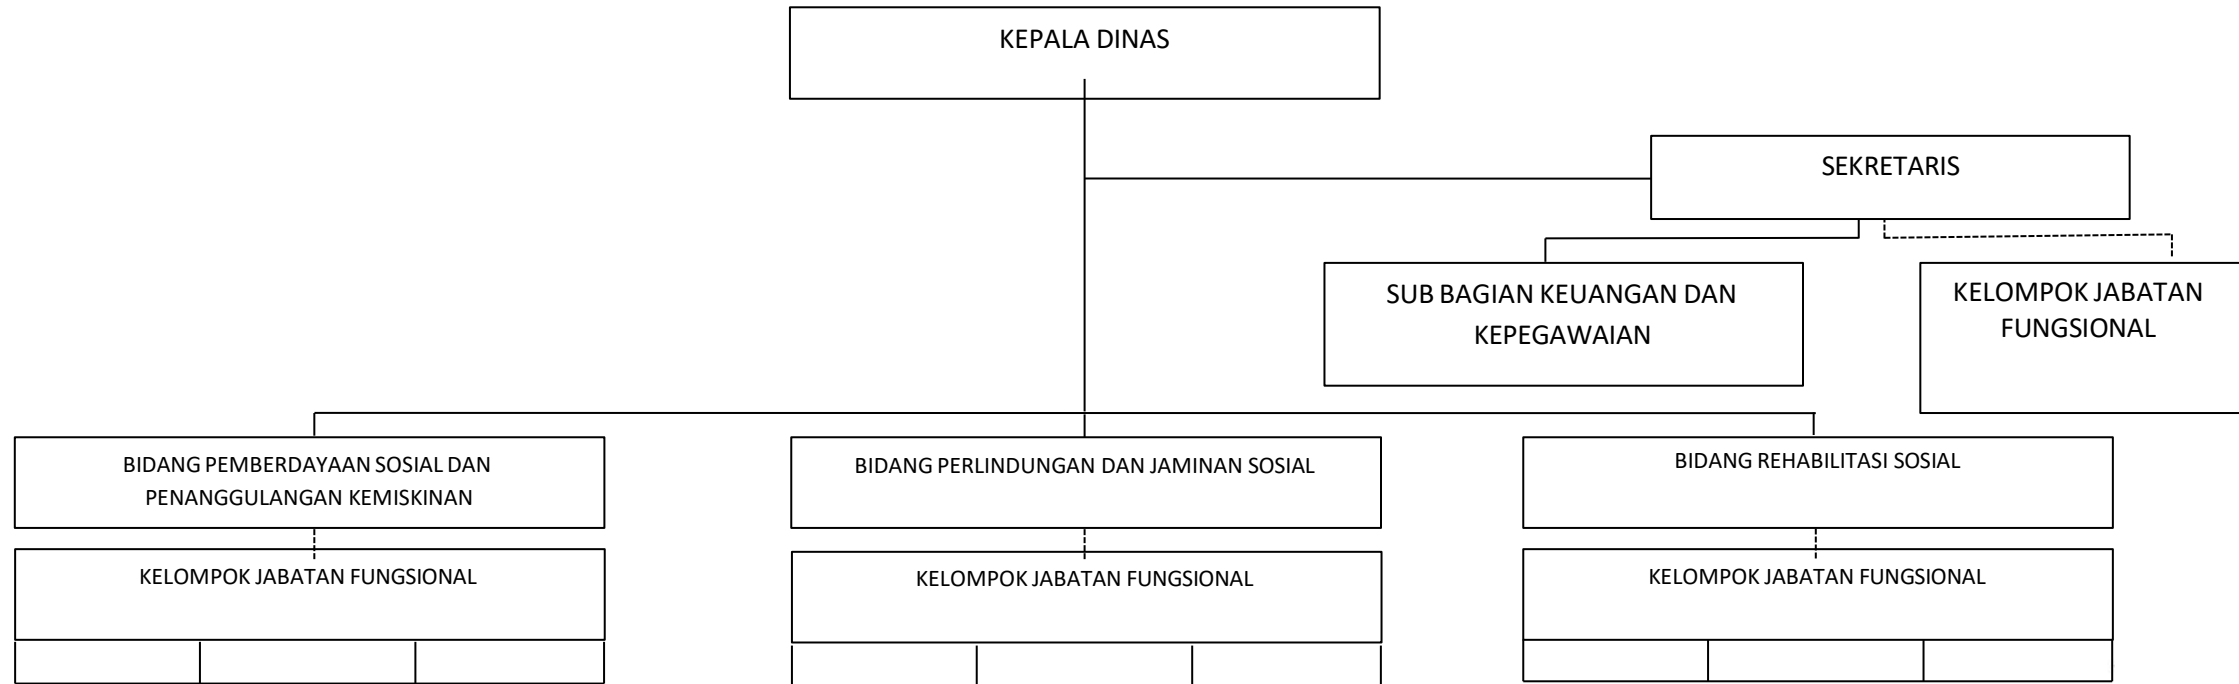 KEPALA DINAS
SEKRETARIS
SUB BAGIAN KEUANGAN DAN
KEPEGAWAIAN
KELOMPOK JABATAN
FUNGSIONAL
BIDANG PEMBERDAYAAN SOSIAL DAN
PENANGGULANGAN KEMISKINAN
BIDANG PERLINDUNGAN DAN JAMINAN SOSIAL
BIDANG REHABILITASI SOSIAL
KELOMPOK JABATAN FUNGSIONAL
KELOMPOK JABATAN FUNGSIONAL
KELOMPOK JABATAN FUNGSIONAL